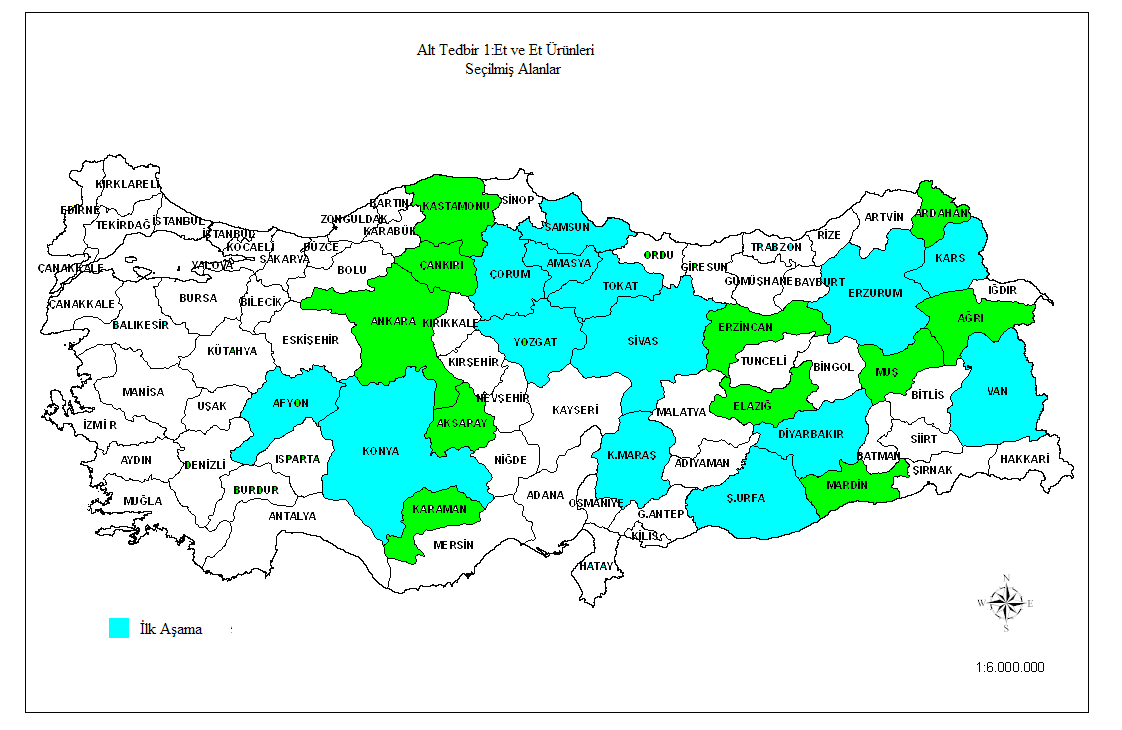 Alt Tedbir 1:Et ve Et Ürünleri
Seçilmiş Alanlar
KIRKLARELİ
EDİRNE
TEKİRDAĞ
İSTANBUL
İSTANBUL
KOCAELİ
YALOVA
SAKARYA
DÜZCE
ZONGULDAK
BARTIN
KARABÜK
KASTAMONU
SİNOP
SAMSUN
ORDU
GİRESUN
TRABZON
RİZE
ARTVİN
ARDAHAN
KARS
IĞDIR
ÇANAKKALE
ÇANAKKALE
BALIKESİR
BURSA
BİLECİK
BOLU
ÇANKIRI
ÇORUM
AMASYA
TOKAT
GÜMÜŞHANE
BAYBURT
ERZURUM
AĞRI
KÜTAHYA
ESKİŞEHİR
ANKARA
KIRIKKALE
YOZGAT
SİVAS
ERZİNCAN
TUNCELİ
BİNGOL
MUŞ
BİTLİS
VAN
MANİSA
UŞAK
AFYON
KIRŞEHİR
NEVŞEHİR
KAYSERİ
MALATYA
ELAZIĞ
DİYARBAKIR
SİİRT
İZMİR
AYDIN
DENİZLİ
ISPARTA
KONYA
AKSARAY
NİĞDE
K.MARAŞ
ADIYAMAN
BATMAN
ŞIRNAK
HAKKARİ
MUĞLA
BURDUR
ANTALYA
KARAMAN
MERSİN
ADANA
OSMANİYE
G.ANTEP
KİLİS
HATAY
Ş.URFA
MARDİN
N
W
E
S
İlk Aşama :
1:6.000.000